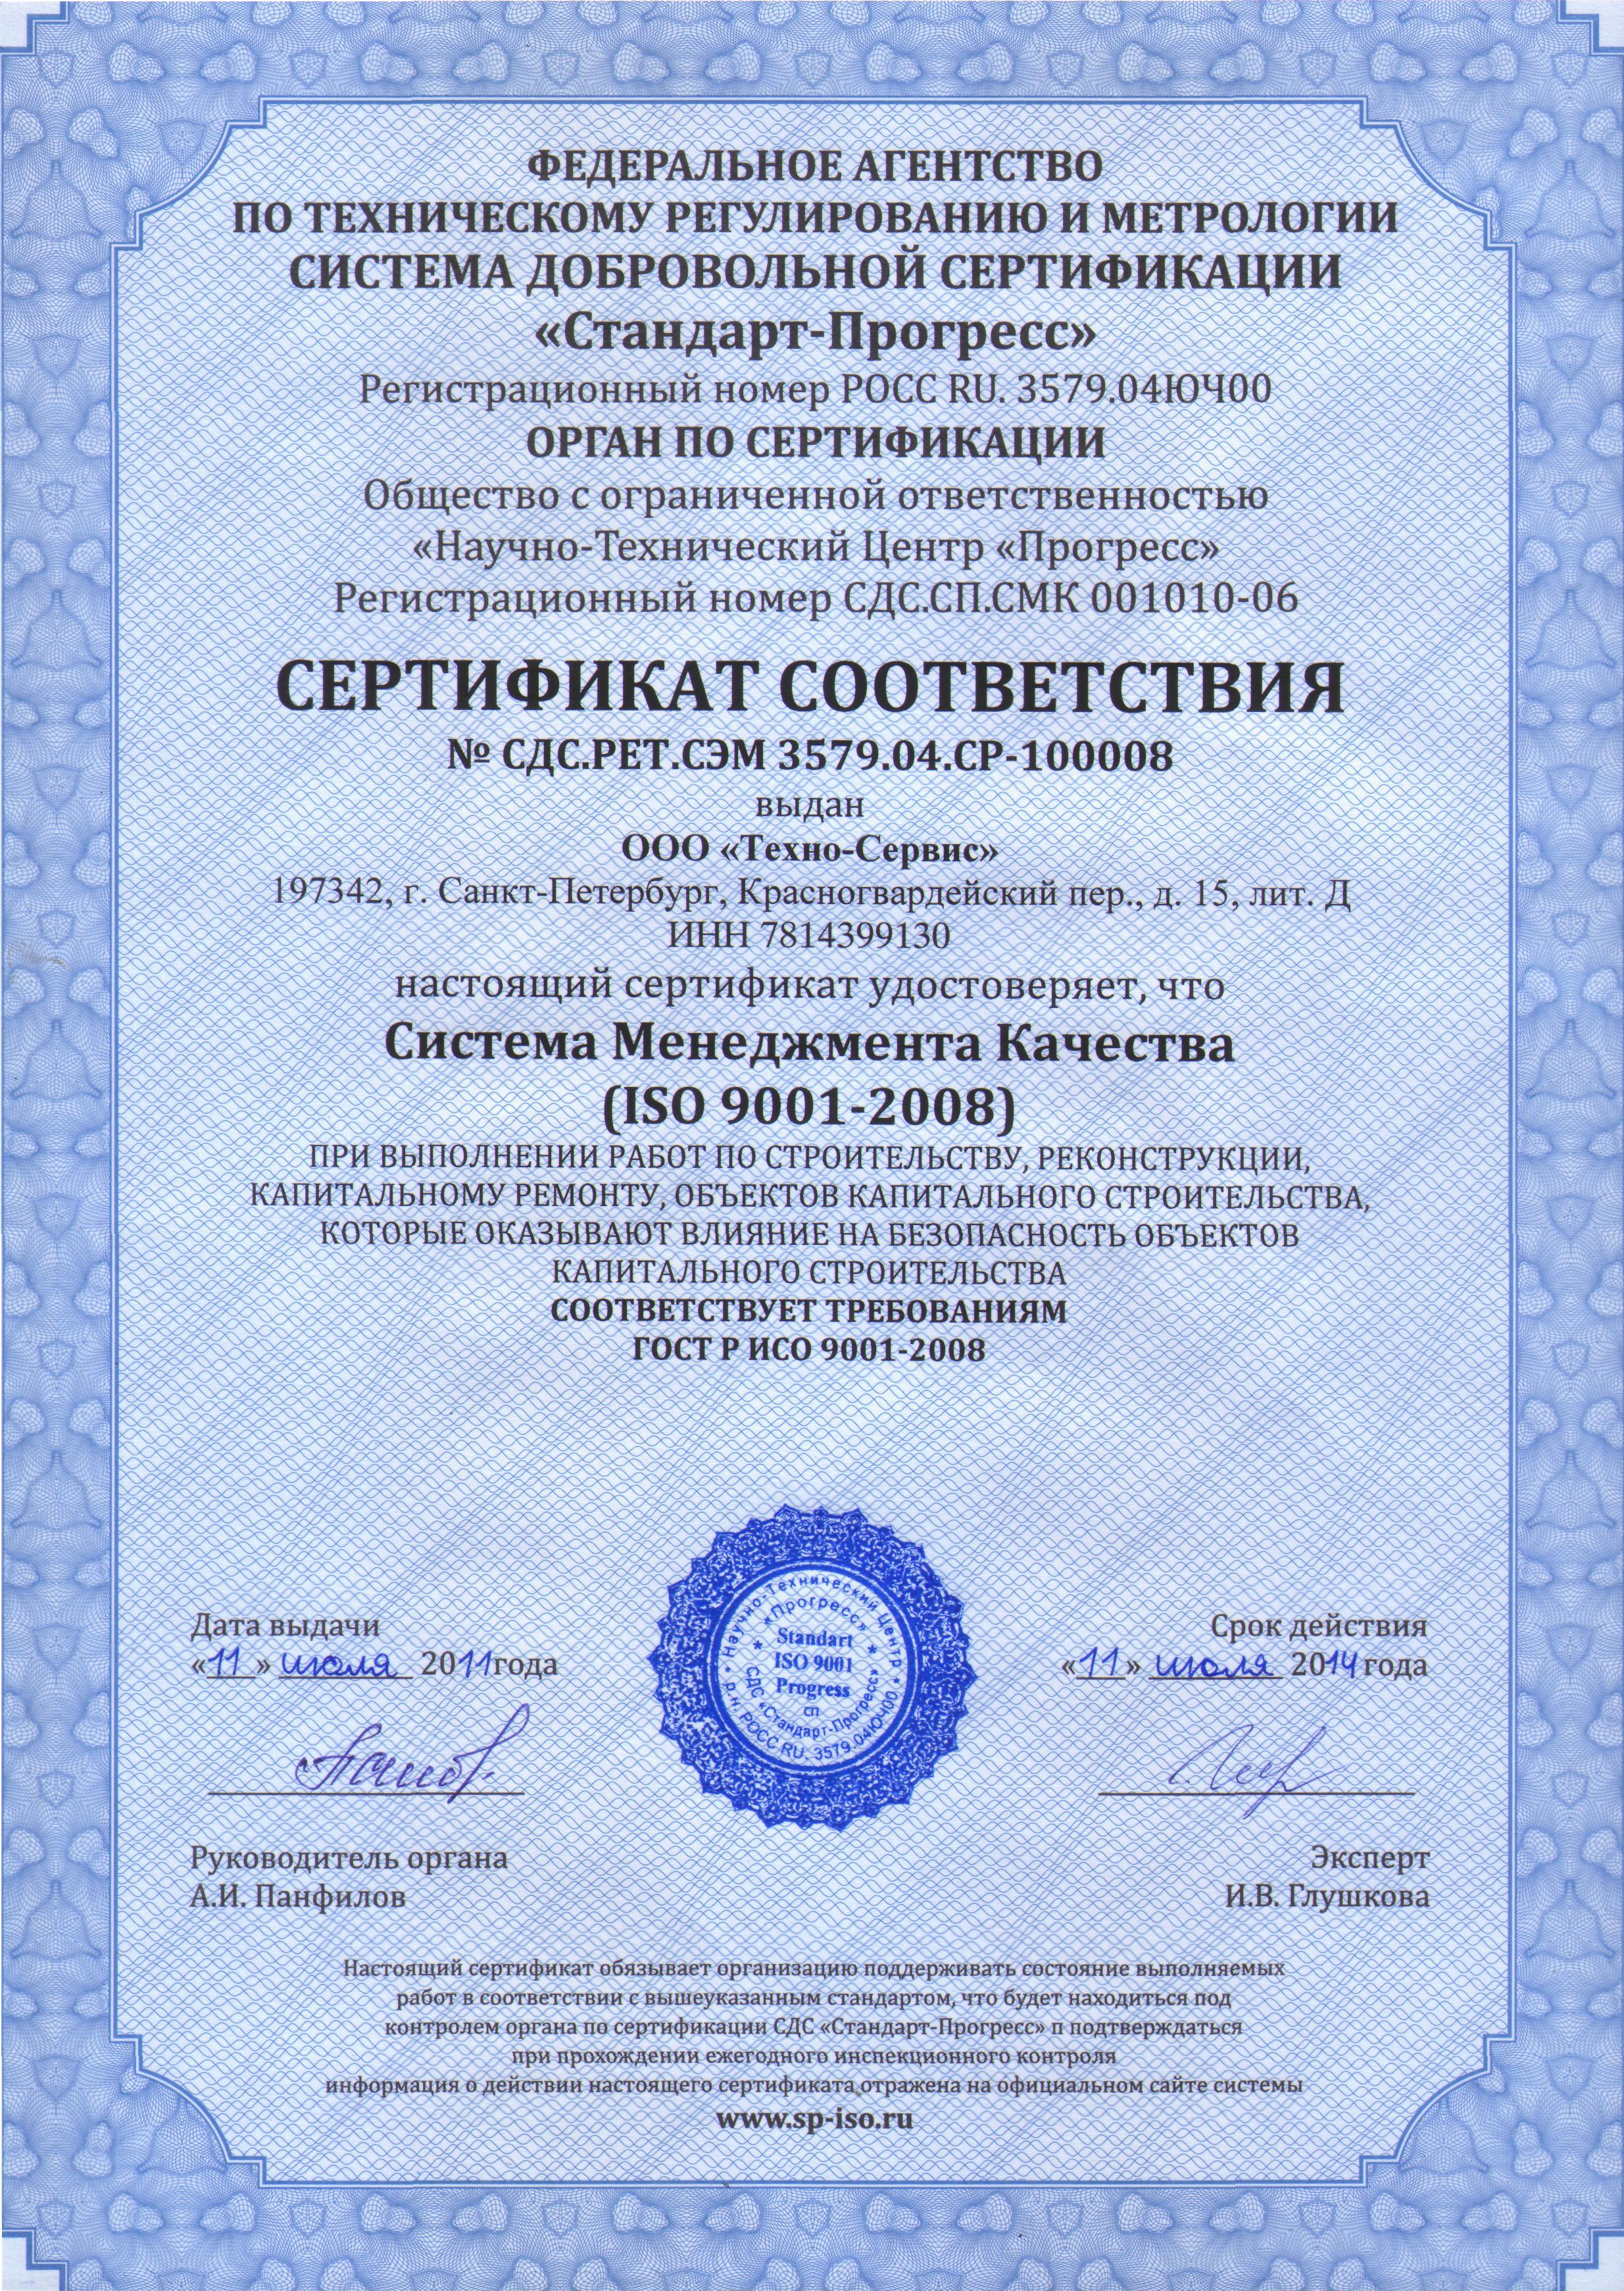 ФЕДЕРАЛЬНОЕ АГЕНТСТВО
ПО ТЕХНИЧЕСКОМУ РЕГУЛИРОВАНИЮ И МЕТРОЛОГИИ
СИСТЕМА ДОБРОВОЛЬНОЙ СЕРТИФИКАЦИИ
«Стандарт-Прогресс»
Регистрационный номер РОСС RU. 3579.04ЮЧ00
ОРГАН ПО СЕРТИФИКАЦИИ
Общество с ограниченной ответственностью
«Научно-Технический Центр «Прогресс»
Регистрационный номер СДС.СП.СМК 001010-06
СЕРТИФИКАТ СООТВЕТСТВИЯ
№ СДС.РЕТ.СЭМ 3579.04.СР-100008
выдан
ООО «Техно-Сервис»
197342, г. Санкт-Петербург, Красногвардейский пер., д. 15, лит. Д
ИНН 7814399130
настоящий сертификат удостоверяет, что
Система Менеджмента Качества
(ISO 9001-2008)
ПРИ ВЫПОЛНЕНИИ РАБОТ ПО СТРОИТЕЛЬСТВУ, РЕКОНСТРУКЦИИ,
КАПИТАЛЬНОМУ РЕМОНТУ, ОБЪЕКТОВ КАПИТАЛЬНОГО СТРОИТЕЛЬСТВА,
КОТОРЫЕ ОКАЗЫВАЮТ ВЛИЯНИЕ НА БЕЗОПАСНОСТЬ ОБЪЕКТОВ
КАПИТАЛЬНОГО СТРОИТЕЛЬСТВА
СООТВЕТСТВУЕТ ТРЕБОВАНИЯМ
ГОСТ Р ИСО 9001-2008
Дата выдачи
«11» июля 2011года
Руководитель органа
А.И. Панфилов
Научно-Технический Центр
«Прогресс»
Standart
ISO 9001
Progress
сп
СДС «Стандарт-Прогресс»
р.н. РОСС RU. 3579.04ЮЧ00
Срок действия
«11» июля 2014года
Эксперт
И.В. Глушкова
Настоящий сертификат обязывает организацию поддерживать состояние выполняемых
работ в соответствии с вышеуказанным стандартом, что будет находиться под
контролем органа по сертификации СДС «Стандарт-Прогресс» п подтверждаться
при прохождении ежегодного инспекционного контроля
информация о действии настоящего сертификата отражена на официальном сайте системы
www.sp-iso.ru